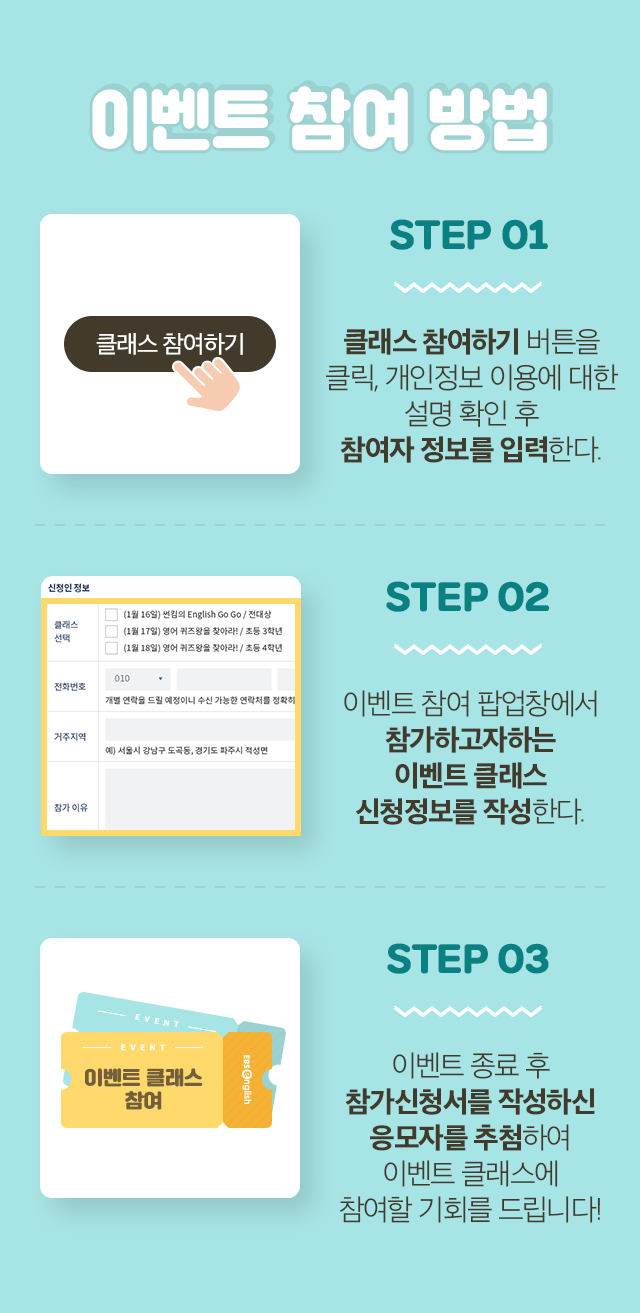 이벤트 참여 방법
STEP 01
클래스 참여하기
클래스 참여하기 버튼을
클릭, 개인정보 이용에 대한
설명 확인 후
참여자 정보를 입력한다.
STEP 02
신청인 정보
클래스
선택
(1월 16일) 썬킴의 English Go Go / 전대상
(1월 17일) 영어 퀴즈왕을 찾아라! / 초등 3학년
(1월 18일) 영어 퀴즈왕을 찾아라! / 초등 4학년
전화번호
010
개별 연락을 드릴 예정이니 수신 가능한 연락처를 정확히
거주지역
예) 서울시 강남구 도곡동, 경기도 파주시 적성면
참가 이유
이벤트 참여 팝업창에서
참가하고자하는
이벤트 클래스
신청정보를 작성한다.
STEP 03
EVENT
EVENT
이벤트 클래스
참여
EBS english
이벤트 종료 후
참가신청서를 작성하신
응모자를 추첨하여
이벤트 클래스에
참여할 기회를 드립니다!